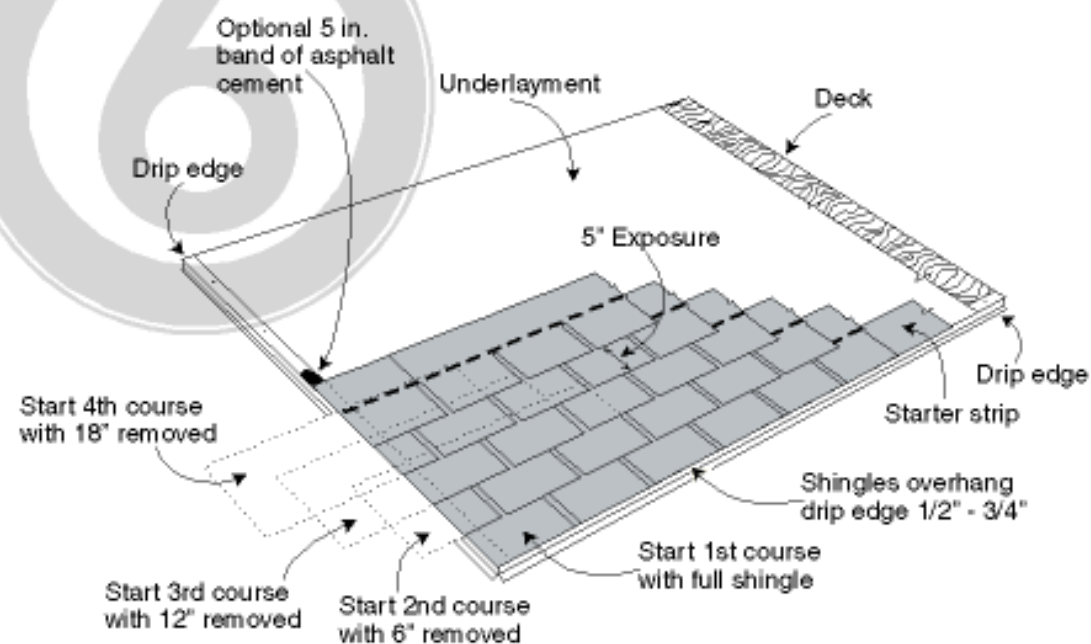 Optional 5 in.
band of asphalt
cement
Underlayment
Deck
Drip edge
5" Exposure
Drip edge
Starter strip
Start 4th course
with 18" removed
Shingles overhang
drip edge 1/2" - 3/4"
Start 1st course
with full shingle
Start 3rd course
with 12" removed
Start 2nd course
with 6" removed